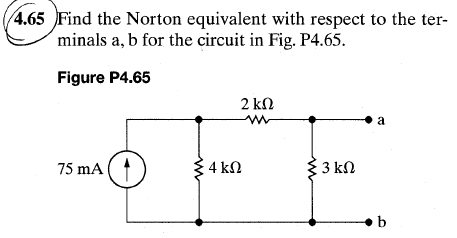 4.65 Find the Norton equivalent with respect to the ter-
minals a, b for the circuit in Fig. P4.65.
Figure P4.65
2 kΩ
a
75 mA
4 kΩ
3 kΩ
b